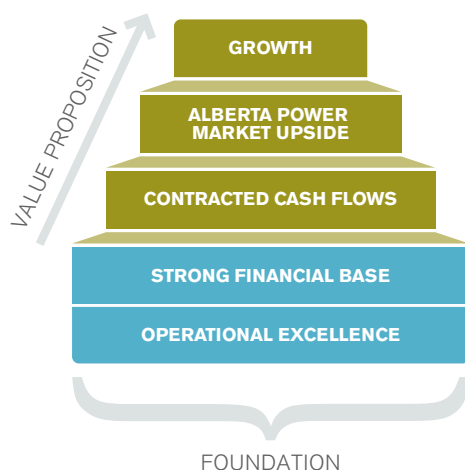 GROWTH
ALBERTA POWER
MARKET UPSIDE
CONTRACTED CASH FLOWS
STRONG FINANCIAL BASE
OPERATIONAL EXCELLENCE
VALUE PROPOSITION
FOUNDATION